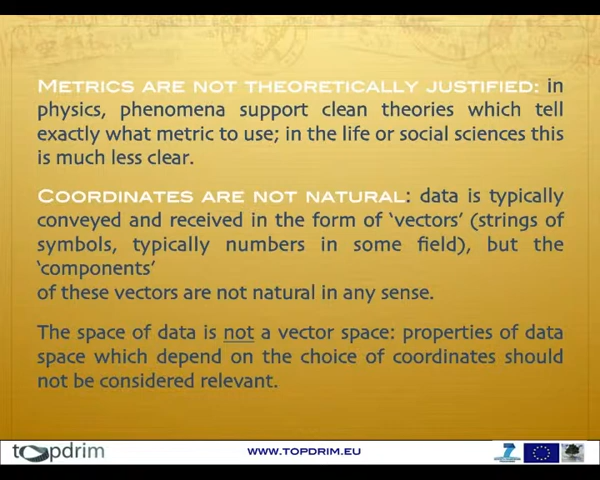 METRICS ARE NOT THEORETICALLY JUSTIFIED: in
physics, phenomena support clean theories which tell
exactly what metric to use; in the life or social sciences this
is much less clear.
COORDINATES ARE NOT NATURAL: data is typically
conveyed and received in the form of ‘vectors’ (strings of
symbols, typically numbers in some field), but the
‘components’
of these vectors are not natural in any sense.
The space of data is not a vector space: properties of data
space which depend on the choice of coordinates should
not be considered relevant.
topdrim
WWW.TOPDRIM.EU